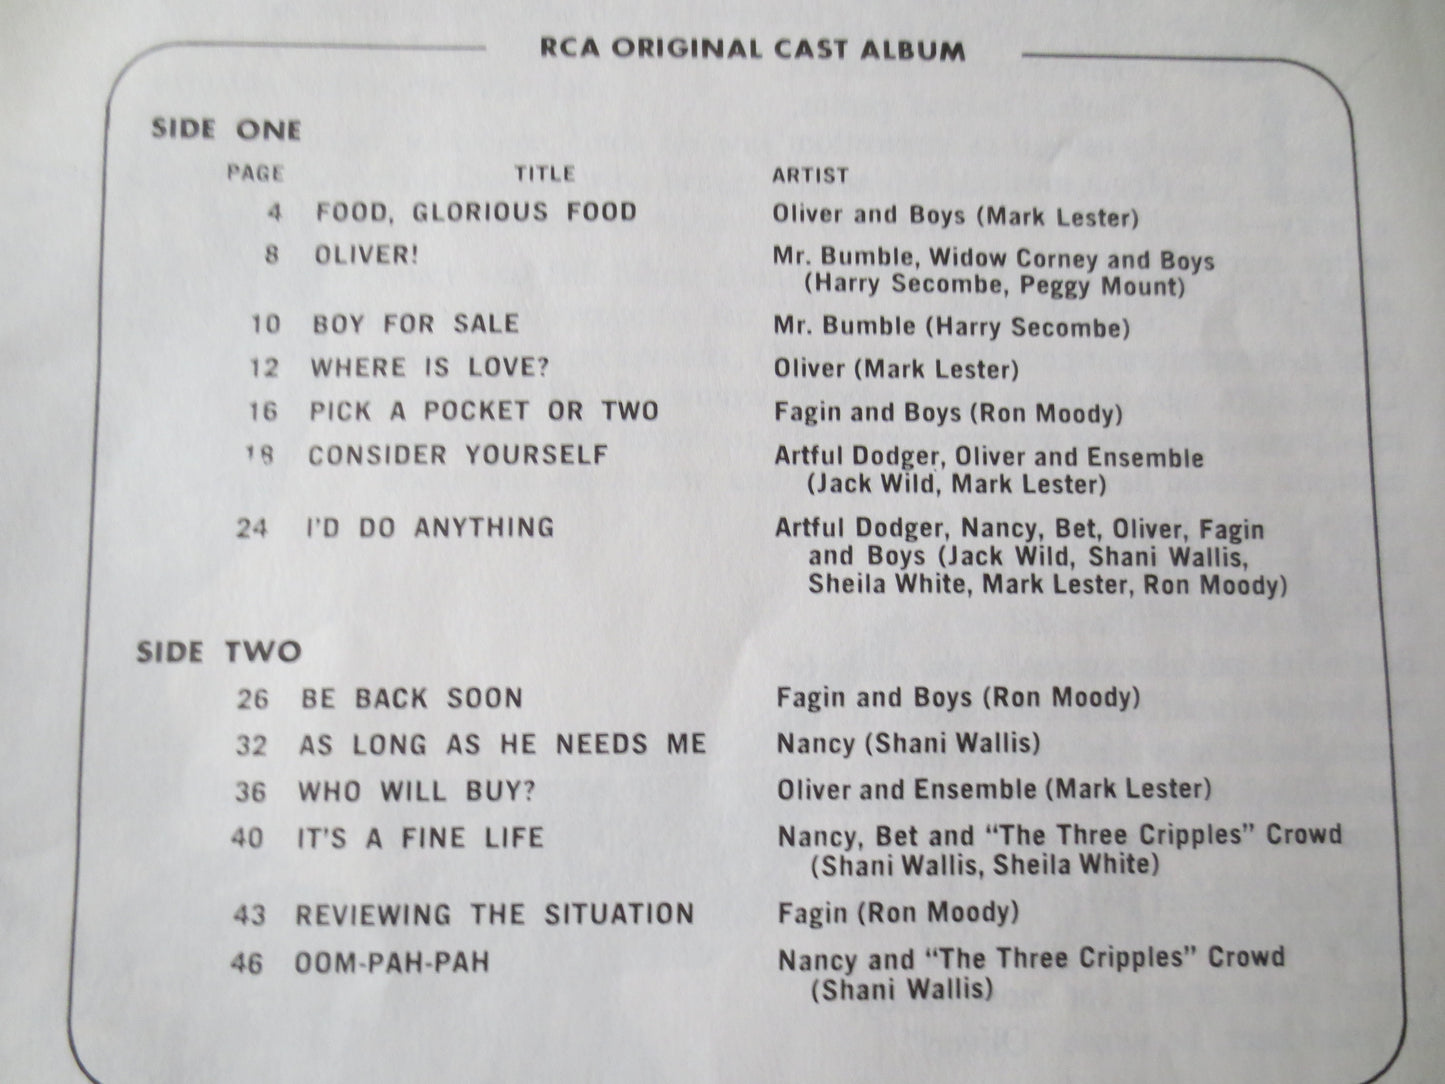 RCA ORIGINAL CAST ALBUM
SIDE ONE
PAGE TITLE ARTIST
4 FOOD, GLORIOUS FOOD Oliver and Boys (Mark Lester)
8 OLIVER! Mr. Bumble, Widow Corney and Boys
(Harry Secombe, Peggy Mount)
10 BOY FOR SALE Mr. Bumble (Harry Secombe)
12 WHERE IS LOVE? Oliver (Mark Lester)
16 PICK A POCKET OR TWO Fagin and Boys (Ron Moody)
18 CONSIDER YOURSELF Artful Dodger, Oliver and Ensemble
(Jack Wild, Mark Lester)
24 I'D DO ANYTHING Artful Dodger, Nancy, Bet, Oliver, Fagin
and Boys (Jack Wild, Shani Wallis,
Sheila White, Mark Lester, Ron Moody)
SIDE TWO
26 BE BACK SOON Fagin and Boys (Ron Moody)
32 AS LONG AS HE NEEDS ME Nancy (Shani Wallis)
36 WHO WILL BUY? Oliver and Ensemble (Mark Lester)
40 IT'S A FINE LIFE Nancy, Bet and “The Three Cripples” Crowd
(Shani Wallis, Sheila White)
43 REVIEWING THE SITUATION Fagin (Ron Moody)
46 OOM-PAH-PAH Nancy and “The Three Cripples” Crowd
(Shani Wallis)